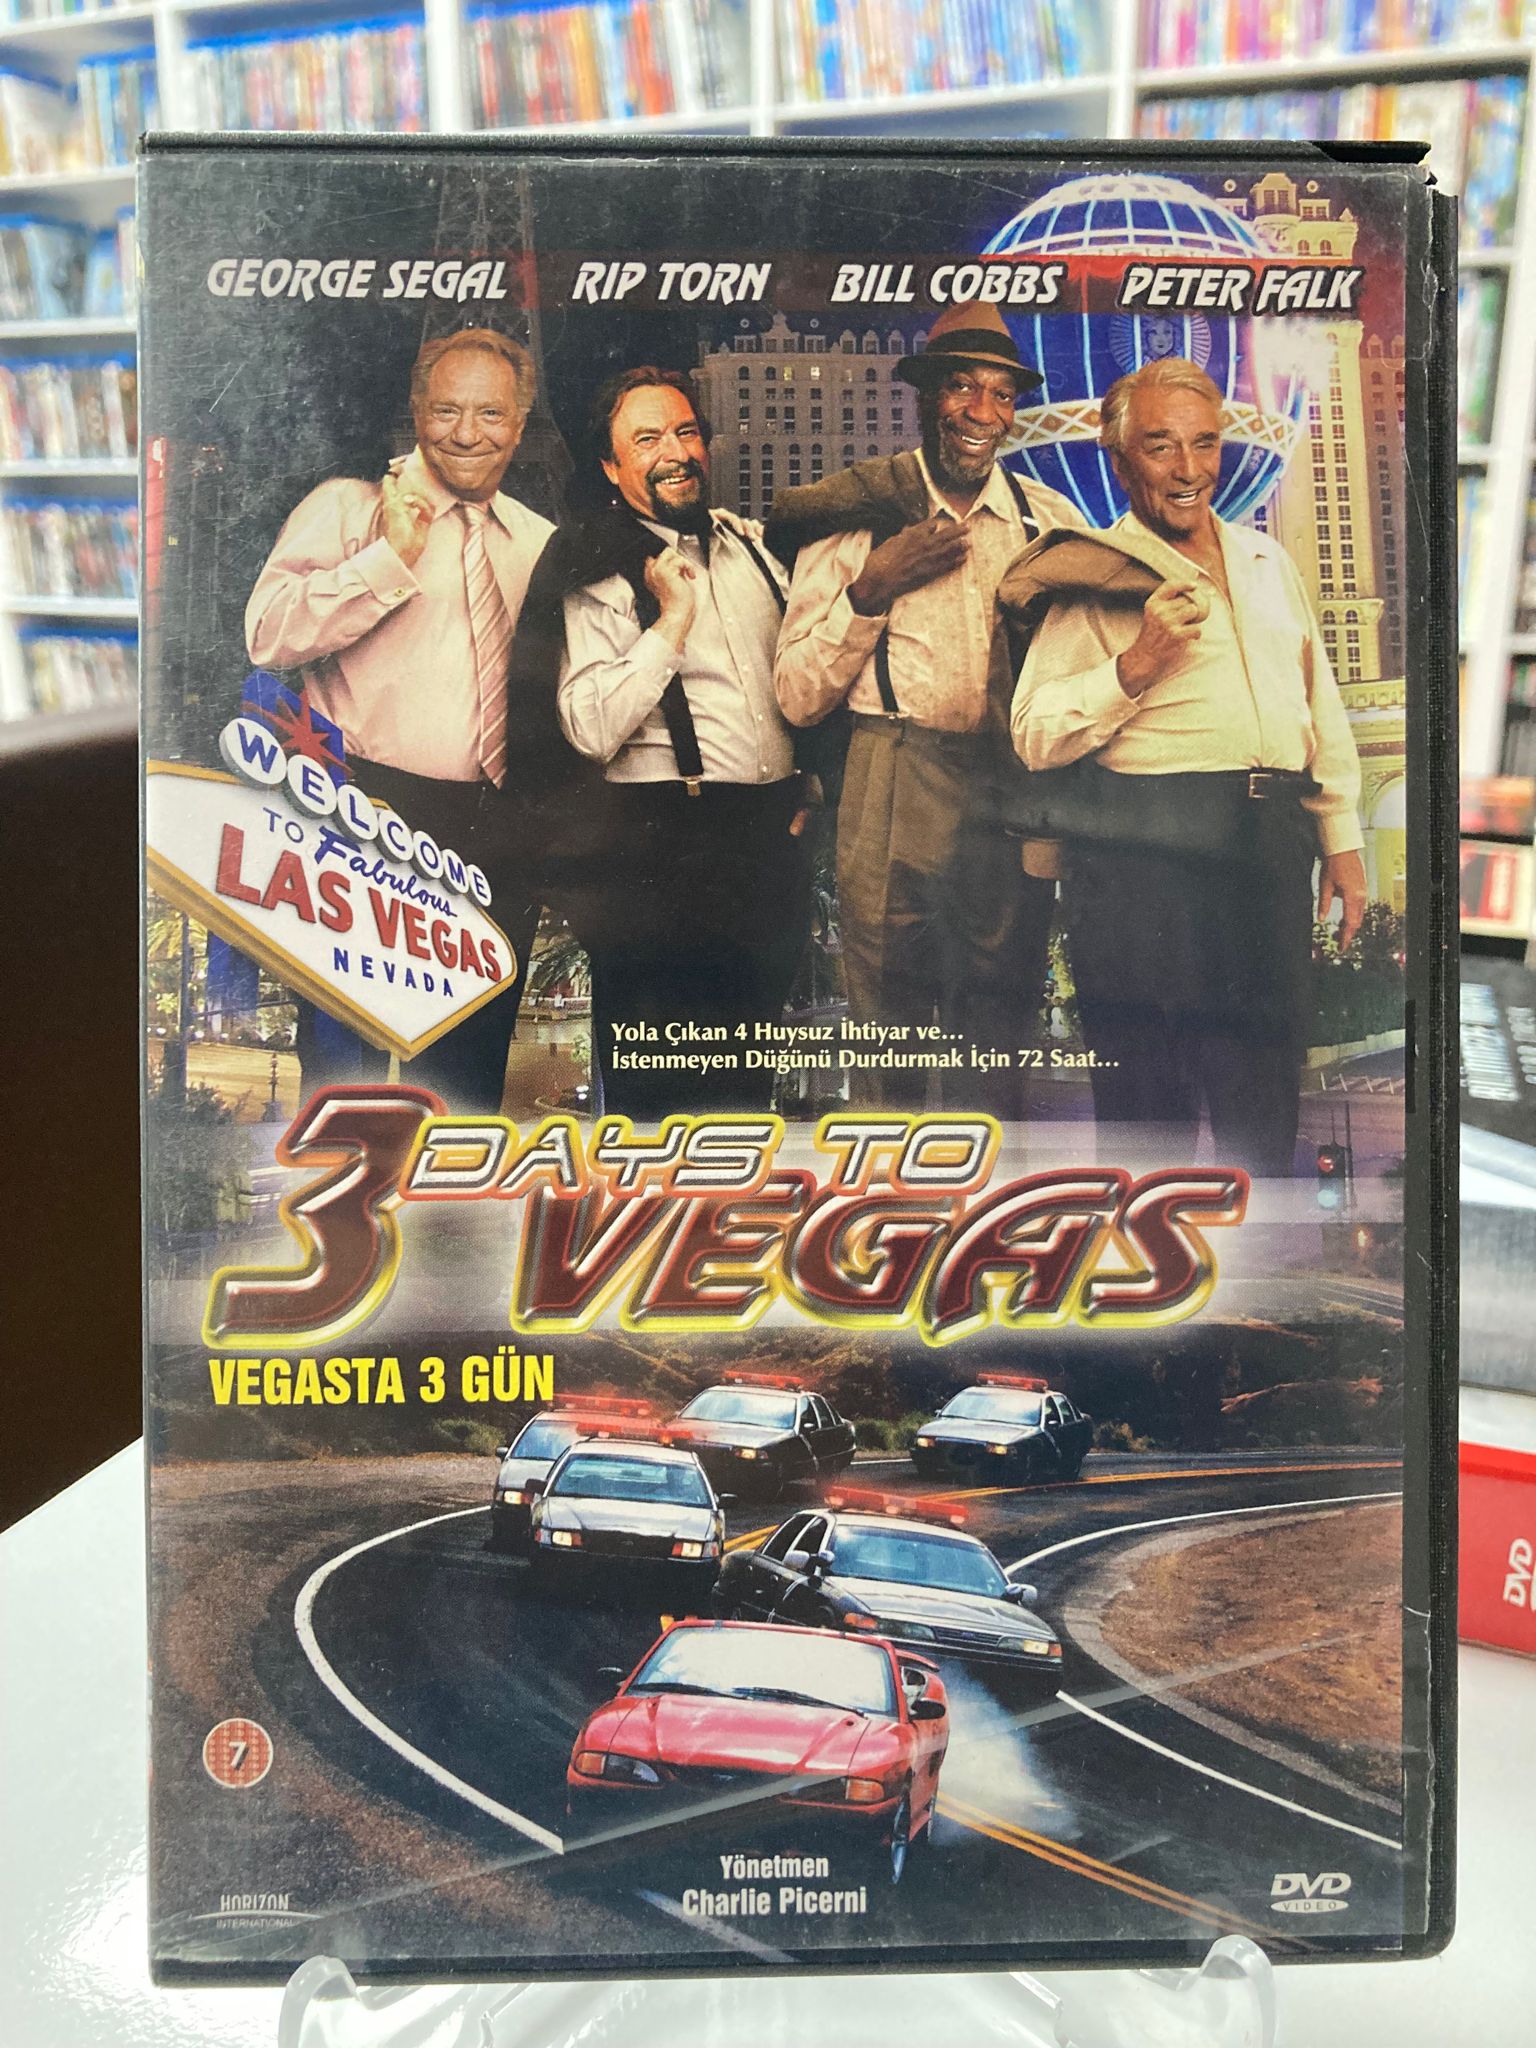 GEORGE SEGAL RIP TORN BILL COBBS PETER FALK
WELCOME
TO Fabulous
LAS VEGAS
NEVADA
Yola Çıkan 4 Huysuz İhtiyar ve...
İstenmeyen Düğünü Durdurmak İçin 72 Saat...
3 DAYS TO
VEGAS
VEGASTA 3 GÜN
7
Yönetmen
Charlie Picerni
HORIZON
INTERNATIONAL
DVD
VIDEO
DVD